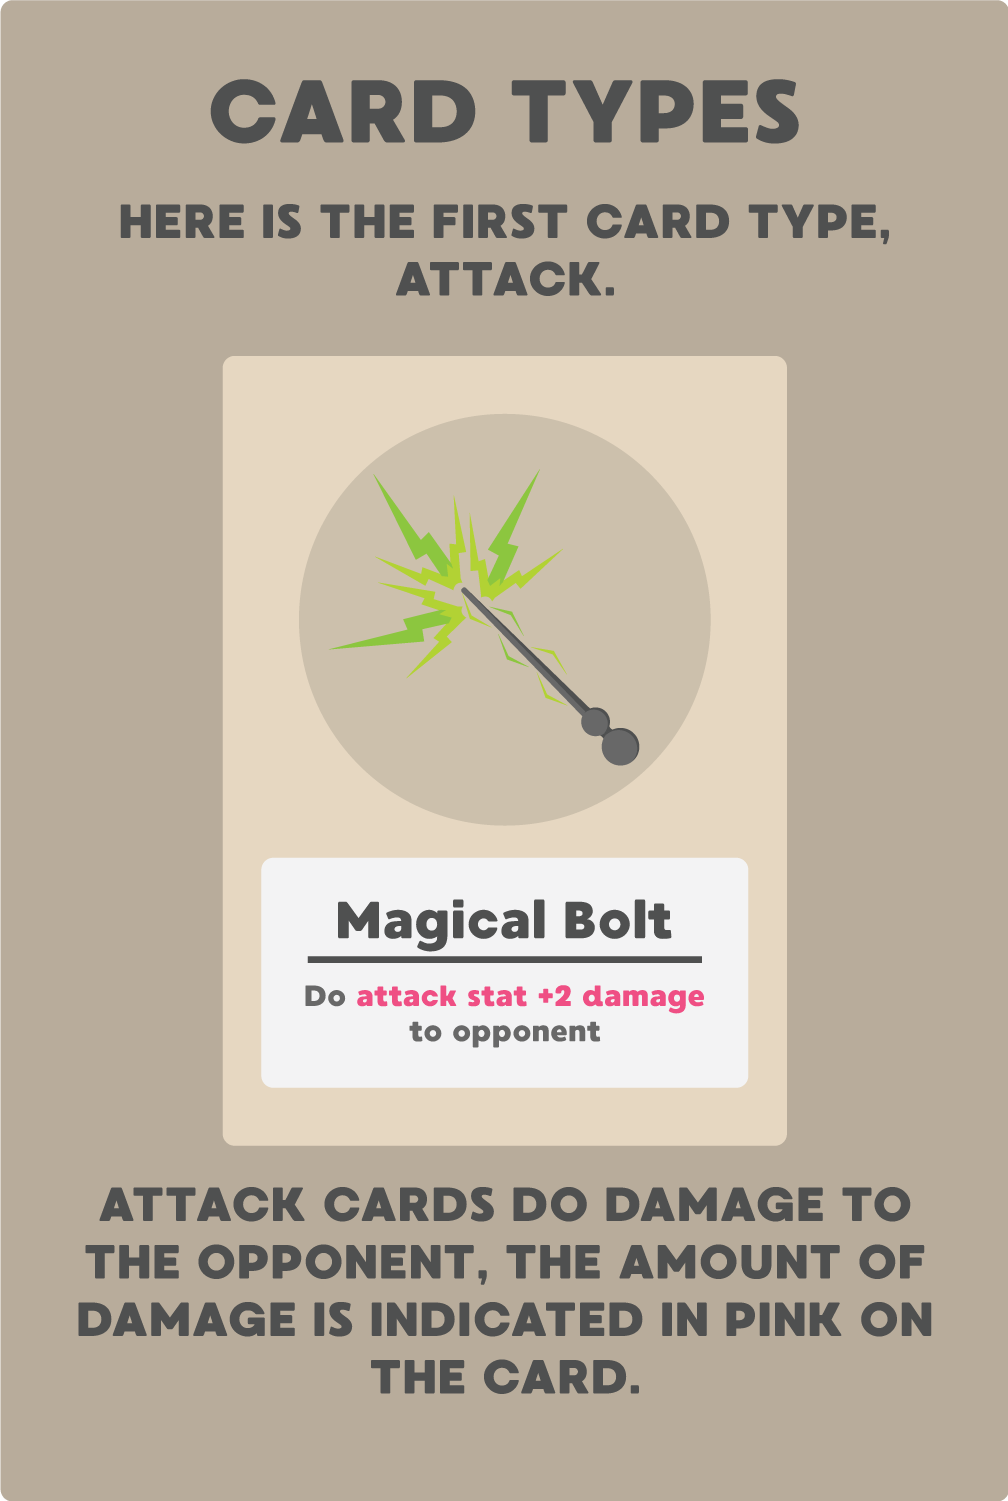 CARD TYPES
HERE IS THE FIRST CARD TYPE,
ATTACK.
Magical Bolt
Do attack stat +2 damage
to opponent
ATTACK CARDS DO DAMAGE TO
THE OPPONENT, THE AMOUNT OF
DAMAGE IS INDICATED IN PINK ON
THE CARD.